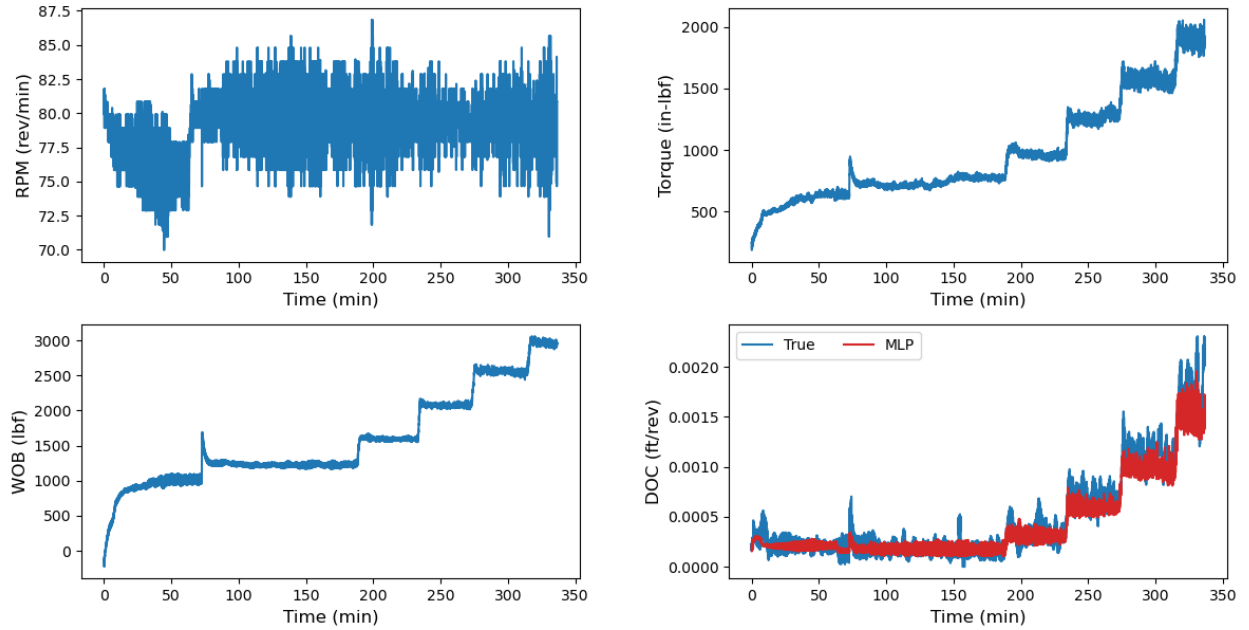 87.5
85.0
82.5
80.0
77.5
75.0
72.5
70.0
RPM (rev/min)
0 50 100 150 200 250 300 350
Time (min)
2000
1500
1000
500
Torque (in-lbf)
0 50 100 150 200 250 300 350
Time (min)
3000
2500
2000
1500
1000
500
0
WOB (lbf)
0 50 100 150 200 250 300 350
Time (min)
True MLP
0.0020
0.0015
0.0010
0.0005
0.0000
DOC (ft/rev)
0 50 100 150 200 250 300 350
Time (min)